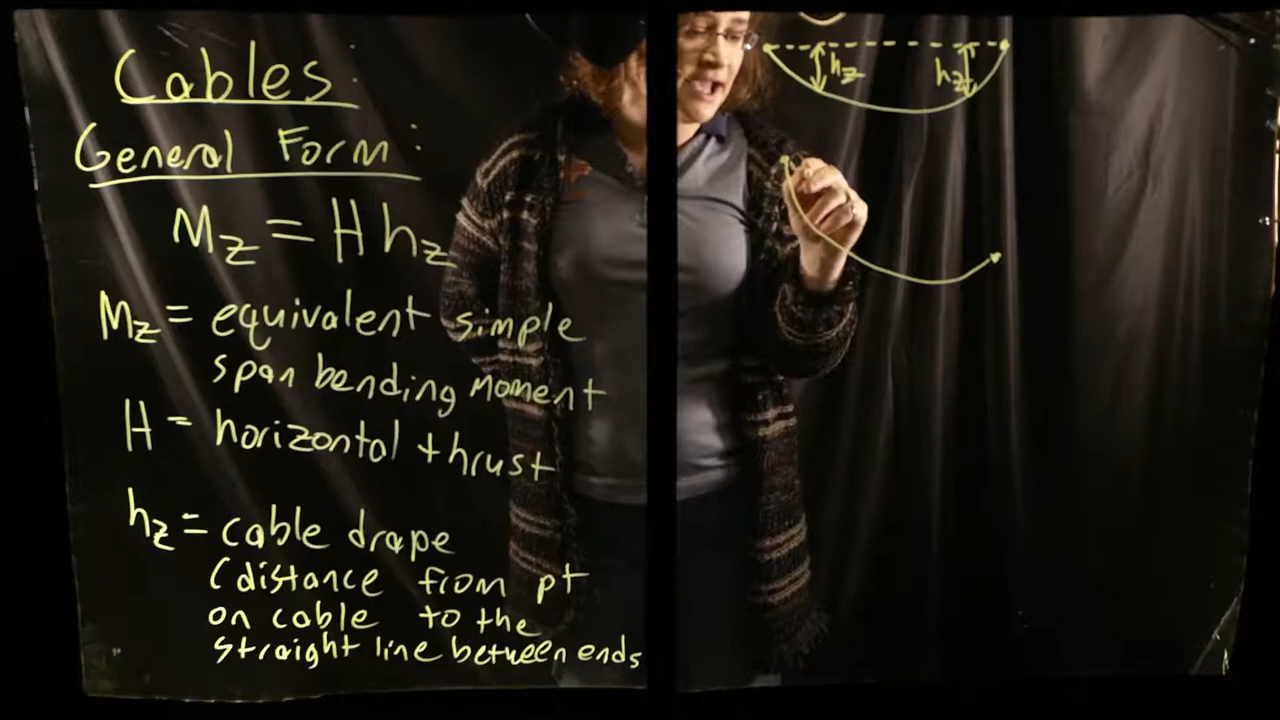 Cables
General Form:
Mz = H hz
Mz = equivalent simple
span bending moment
H = horizontal thrust
hz = cable drape
(distance from pt
on cable to the
straight line between ends
hz hz